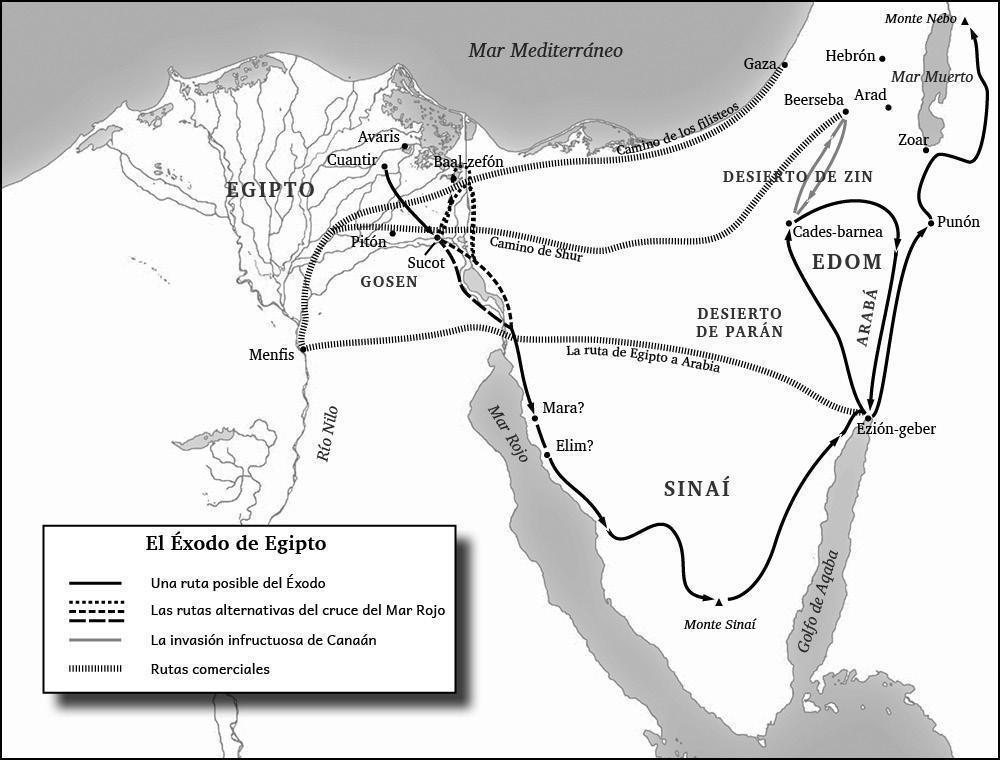 Monte Nebo
Mar Mediterráneo
Hebrón
Gaza
Mar Muerto
Beerseba
Arad
Camino de los filisteos
Avaris
Zoar
Cuantir
Baal-zefón
DESIERTO DE ZIN
EGIPTO
Punón
Cades-barnea
Pitón
Camino de Shur
Sucot
EDOM
GOSEN
ARABÁ
DESIERTO
DE PARÁN
Menfis
La ruta de Egipto a Arabia
Mara?
Río Nilo
Mar Rojo
Ezión-geber
Elim?
SINAÍ
Golfo de Aqaba
Monte Sinaí
El Éxodo de Egipto
Una ruta posible del Éxodo
Las rutas alternativas del cruce del Mar Rojo
La invasión infructuosa de Canaán
Rutas comerciales